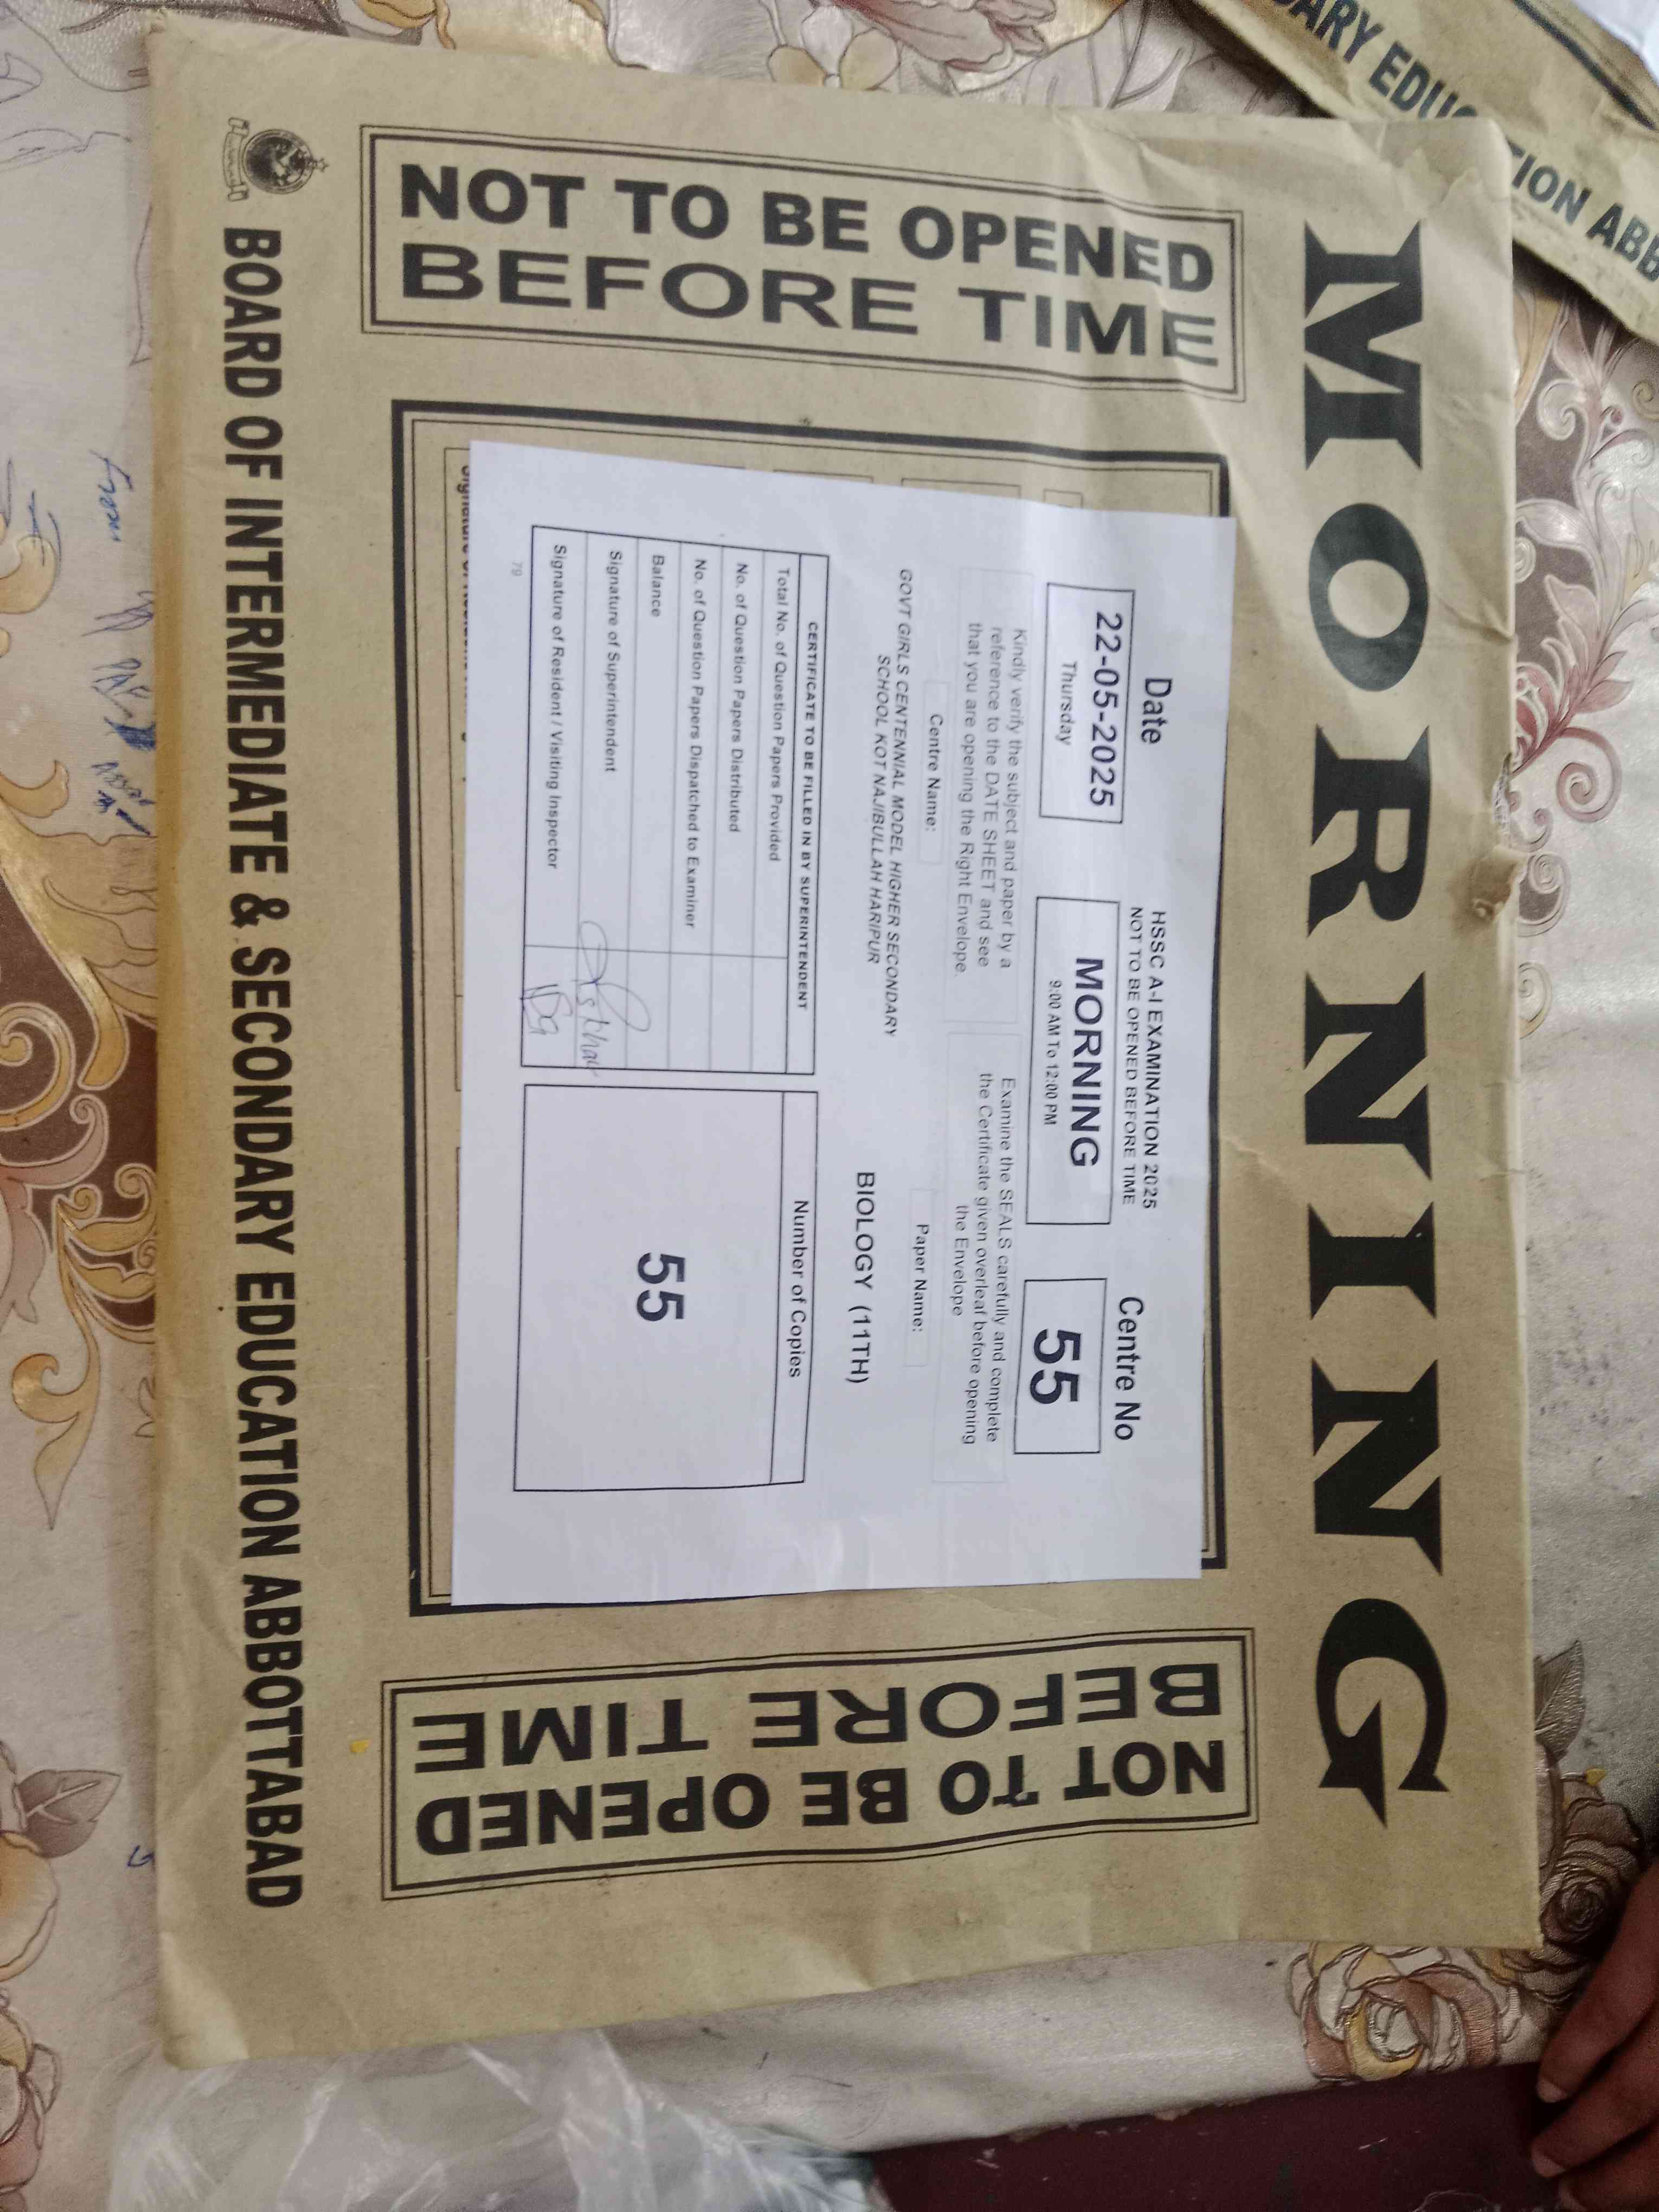 MORNING
NOT TO BE OPENED
BEFORE TIME
Date
22-05-2025
Thursday
HSSC A-I EXAMINATION 2025
NOT TO BE OPENED BEFORE TIME
MORNING
9:00 AM To 12:00 PM
Centre No
55
Kindly verify the subject and paper by a
reference to the DATE SHEET and see
that you are opening the Right Envelope.
Examine the SEALS carefully and complete
the Certificate given overleaf before opening
the Envelope
Centre Name:
GOVT GIRLS CENTENNIAL MODEL HIGHER SECONDARY
SCHOOL KOT NAJIBULLAH HARIPUR
Paper Name:
BIOLOGY (11TH)
CERTIFICATE TO BE FILLED IN BY SUPERINTENDENT
Total No. of Question Papers Provided
No. of Question Papers Distributed
No. of Question Papers Dispatched to Examiner
Balance
Signature of Superintendent
Signature of Resident / Visiting Inspector
Number of Copies
55
79
NOT TO BE OPENED
BEFORE TIME
BOARD OF INTERMEDIATE & SECONDARY EDUCATION ABBOTTABAD
From